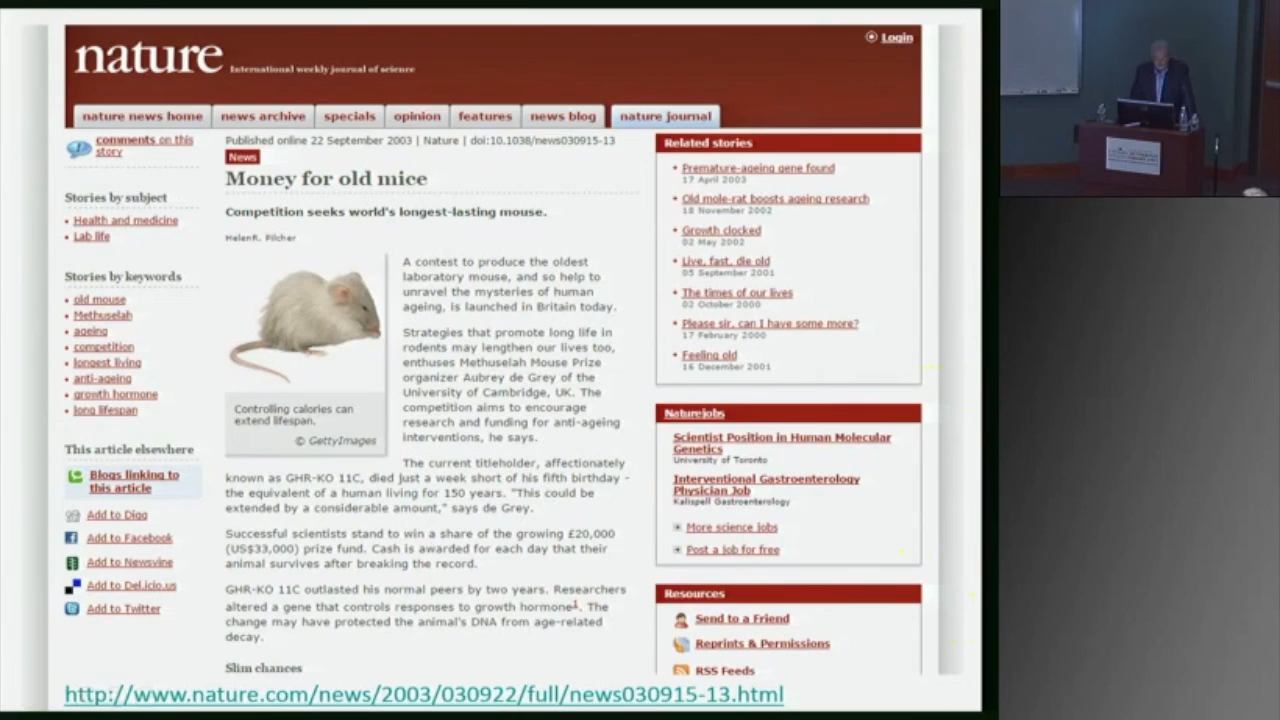 nature International weekly journal of science
Login
nature news home
news archive
specials
opinion
features
news blog
nature journal
comments on this
story
Stories by subject
• Health and medicine
• Lab life
Stories by keywords
• old mouse
• Methuselah
• ageing
• competition
• longest living
• anti-ageing
• growth hormone
• long lifespan
This article elsewhere
Blogs linking to
this article
Add to Digg
Add to Facebook
Add to Newsvine
Add to Del.icio.us
Add to Twitter
Published online 22 September 2003 | Nature | doi:10.1038/news030915-13
News
Money for old mice
Competition seeks world's longest-lasting mouse.
HelenR. Pilcher
Controlling calories can
extend lifespan.
© GettyImages
A contest to produce the oldest
laboratory mouse, and so help to
unravel the mysteries of human
ageing, is launched in Britain today.
Strategies that promote long life in
rodents may lengthen our lives too,
enthuses Methuselah Mouse Prize
organizer Aubrey de Grey of the
University of Cambridge, UK. The
competition aims to encourage
research and funding for anti-ageing
interventions, he says.
The current titleholder, affectionately
known as GHR-KO 11C, died just a week short of his fifth birthday -
the equivalent of a human living for 150 years. "This could be
extended by a considerable amount," says de Grey.
Successful scientists stand to win a share of the growing £20,000
(US$33,000) prize fund. Cash is awarded for each day that their
animal survives after breaking the record.
GHR-KO 11C outlasted his normal peers by two years. Researchers
altered a gene that controls responses to growth hormone1. The
change may have protected the animal's DNA from age-related
decay.
Slim chances
Related stories
• Premature-ageing gene found
17 April 2003
• Old mole-rat boosts ageing research
18 November 2002
• Growth clocked
02 May 2002
• Live, fast, die old
05 September 2001
• The times of our lives
02 October 2000
• Please sir, can I have some more?
17 February 2000
• Feeling old
16 December 2001
Naturejobs
Scientist Position in Human Molecular
Genetics
University of Toronto
Interventional Gastroenterology
Physician Job
Kalispell Gastroenterology
More science jobs
Post a job for free
Resources
Send to a Friend
Reprints & Permissions
RSS Feeds
http://www.nature.com/news/2003/030922/full/news030915-13.html